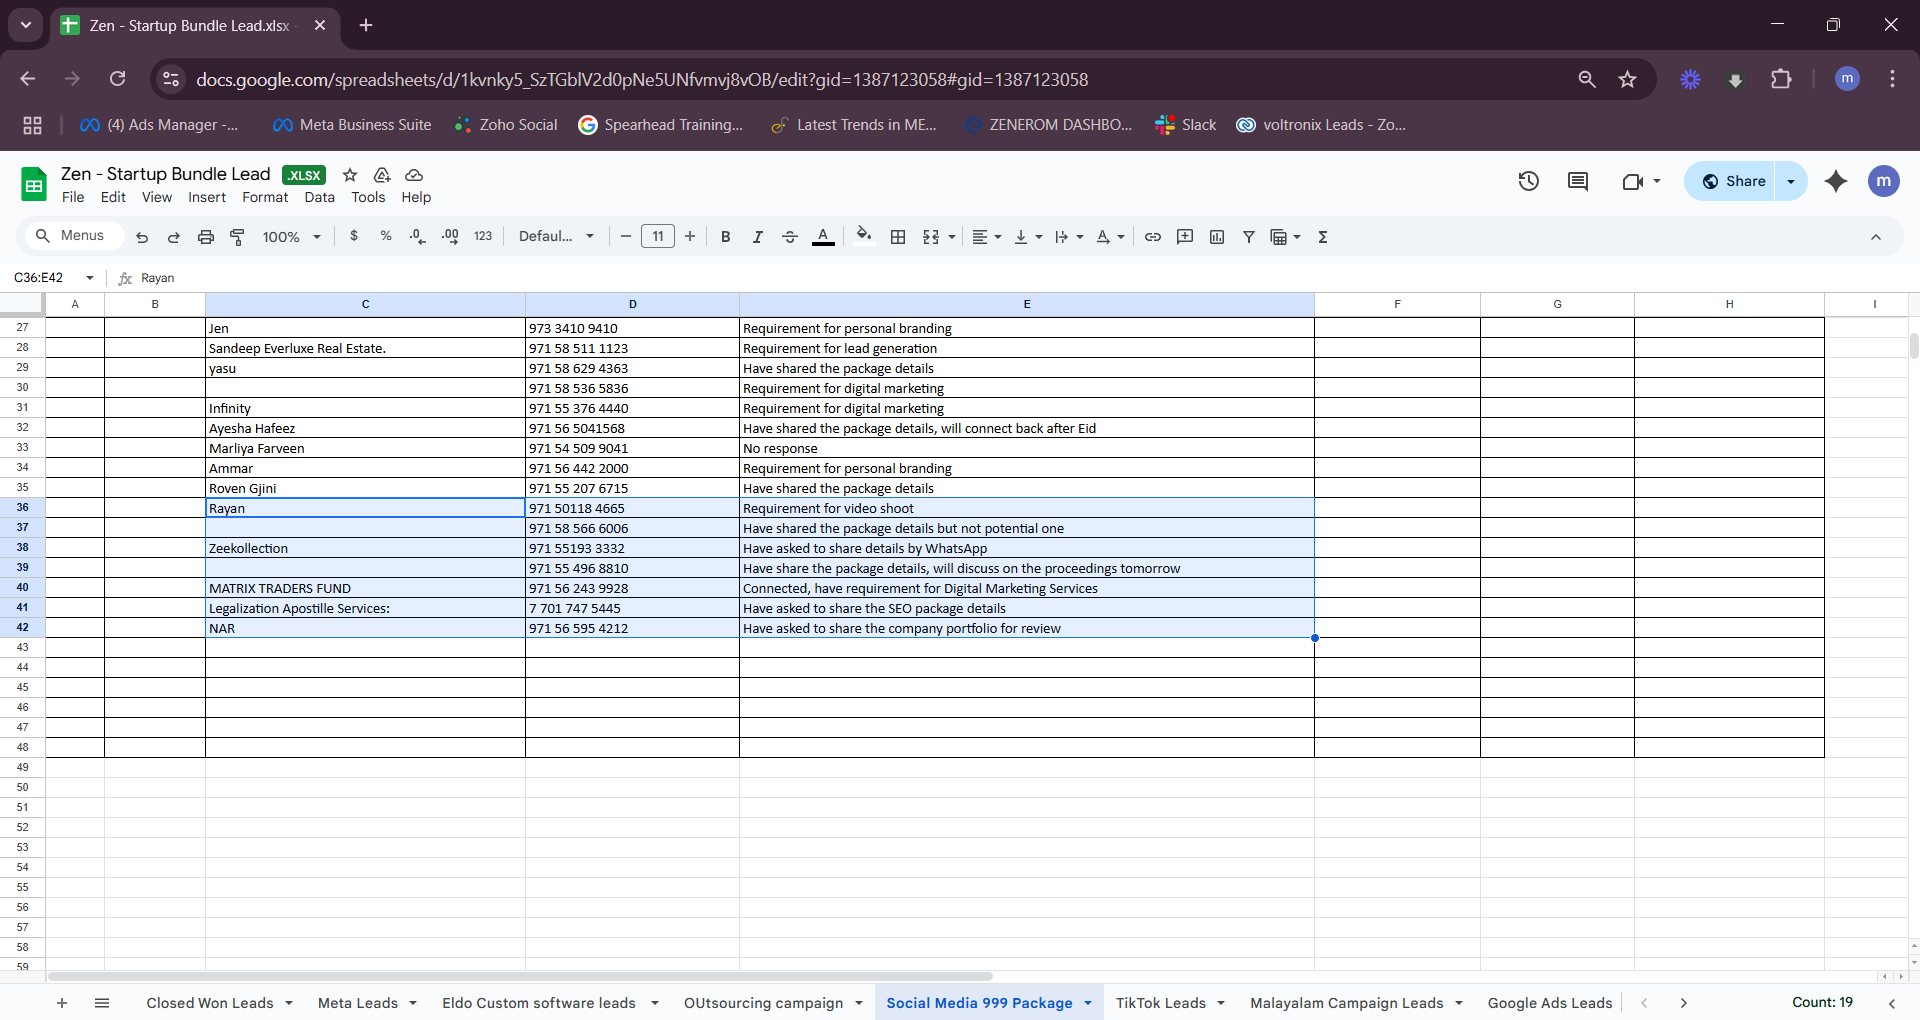 Zen - Startup Bundle Lead.xlsx -
docs.google.com/spreadsheets/d/1kvnky5_SzTGblV2d0pNe5UNfvmvj8vOB/edit?gid=1387123058#gid=1387123058
m
(4) Ads Manager -... Meta Business Suite Zoho Social Spearhead Training... Latest Trends in ME... ZENEROM DASHBO... Slack voltronix Leads - Zo...
Zen - Startup Bundle Lead .XLSX
File Edit View Insert Format Data Tools Help
Share m
Menus 100% $ % .0 .00 123 Defaul... 11 B I A
C36:E42 fx Rayan
A B C D E F G H I
27 Jen 973 3410 9410 Requirement for personal branding
28 Sandeep Everluxe Real Estate. 971 58 511 1123 Requirement for lead generation
29 yasu 971 58 629 4363 Have shared the package details
30 971 58 536 5836 Requirement for digital marketing
31 Infinity 971 55 376 4440 Requirement for digital marketing
32 Ayesha Hafeez 971 56 5041568 Have shared the package details, will connect back after Eid
33 Marliya Farveen 971 54 509 9041 No response
34 Ammar 971 56 442 2000 Requirement for personal branding
35 Roven Gjini 971 55 207 6715 Have shared the package details
36 Rayan 971 50118 4665 Requirement for video shoot
37 971 58 566 6006 Have shared the package details but not potential one
38 Zeekollection 971 55193 3332 Have asked to share details by WhatsApp
39 971 55 496 8810 Have share the package details, will discuss on the proceedings tomorrow
40 MATRIX TRADERS FUND 971 56 243 9928 Connected, have requirement for Digital Marketing Services
41 Legalization Apostille Services: 7 701 747 5445 Have asked to share the SEO package details
42 NAR 971 56 595 4212 Have asked to share the company portfolio for review
43
44
45
46
47
48
49
50
51
52
53
54
55
56
57
58
59
Closed Won Leads Meta Leads Eldo Custom software leads OUtsourcing campaign Social Media 999 Package TikTok Leads Malayalam Campaign Leads Google Ads Leads Count: 19